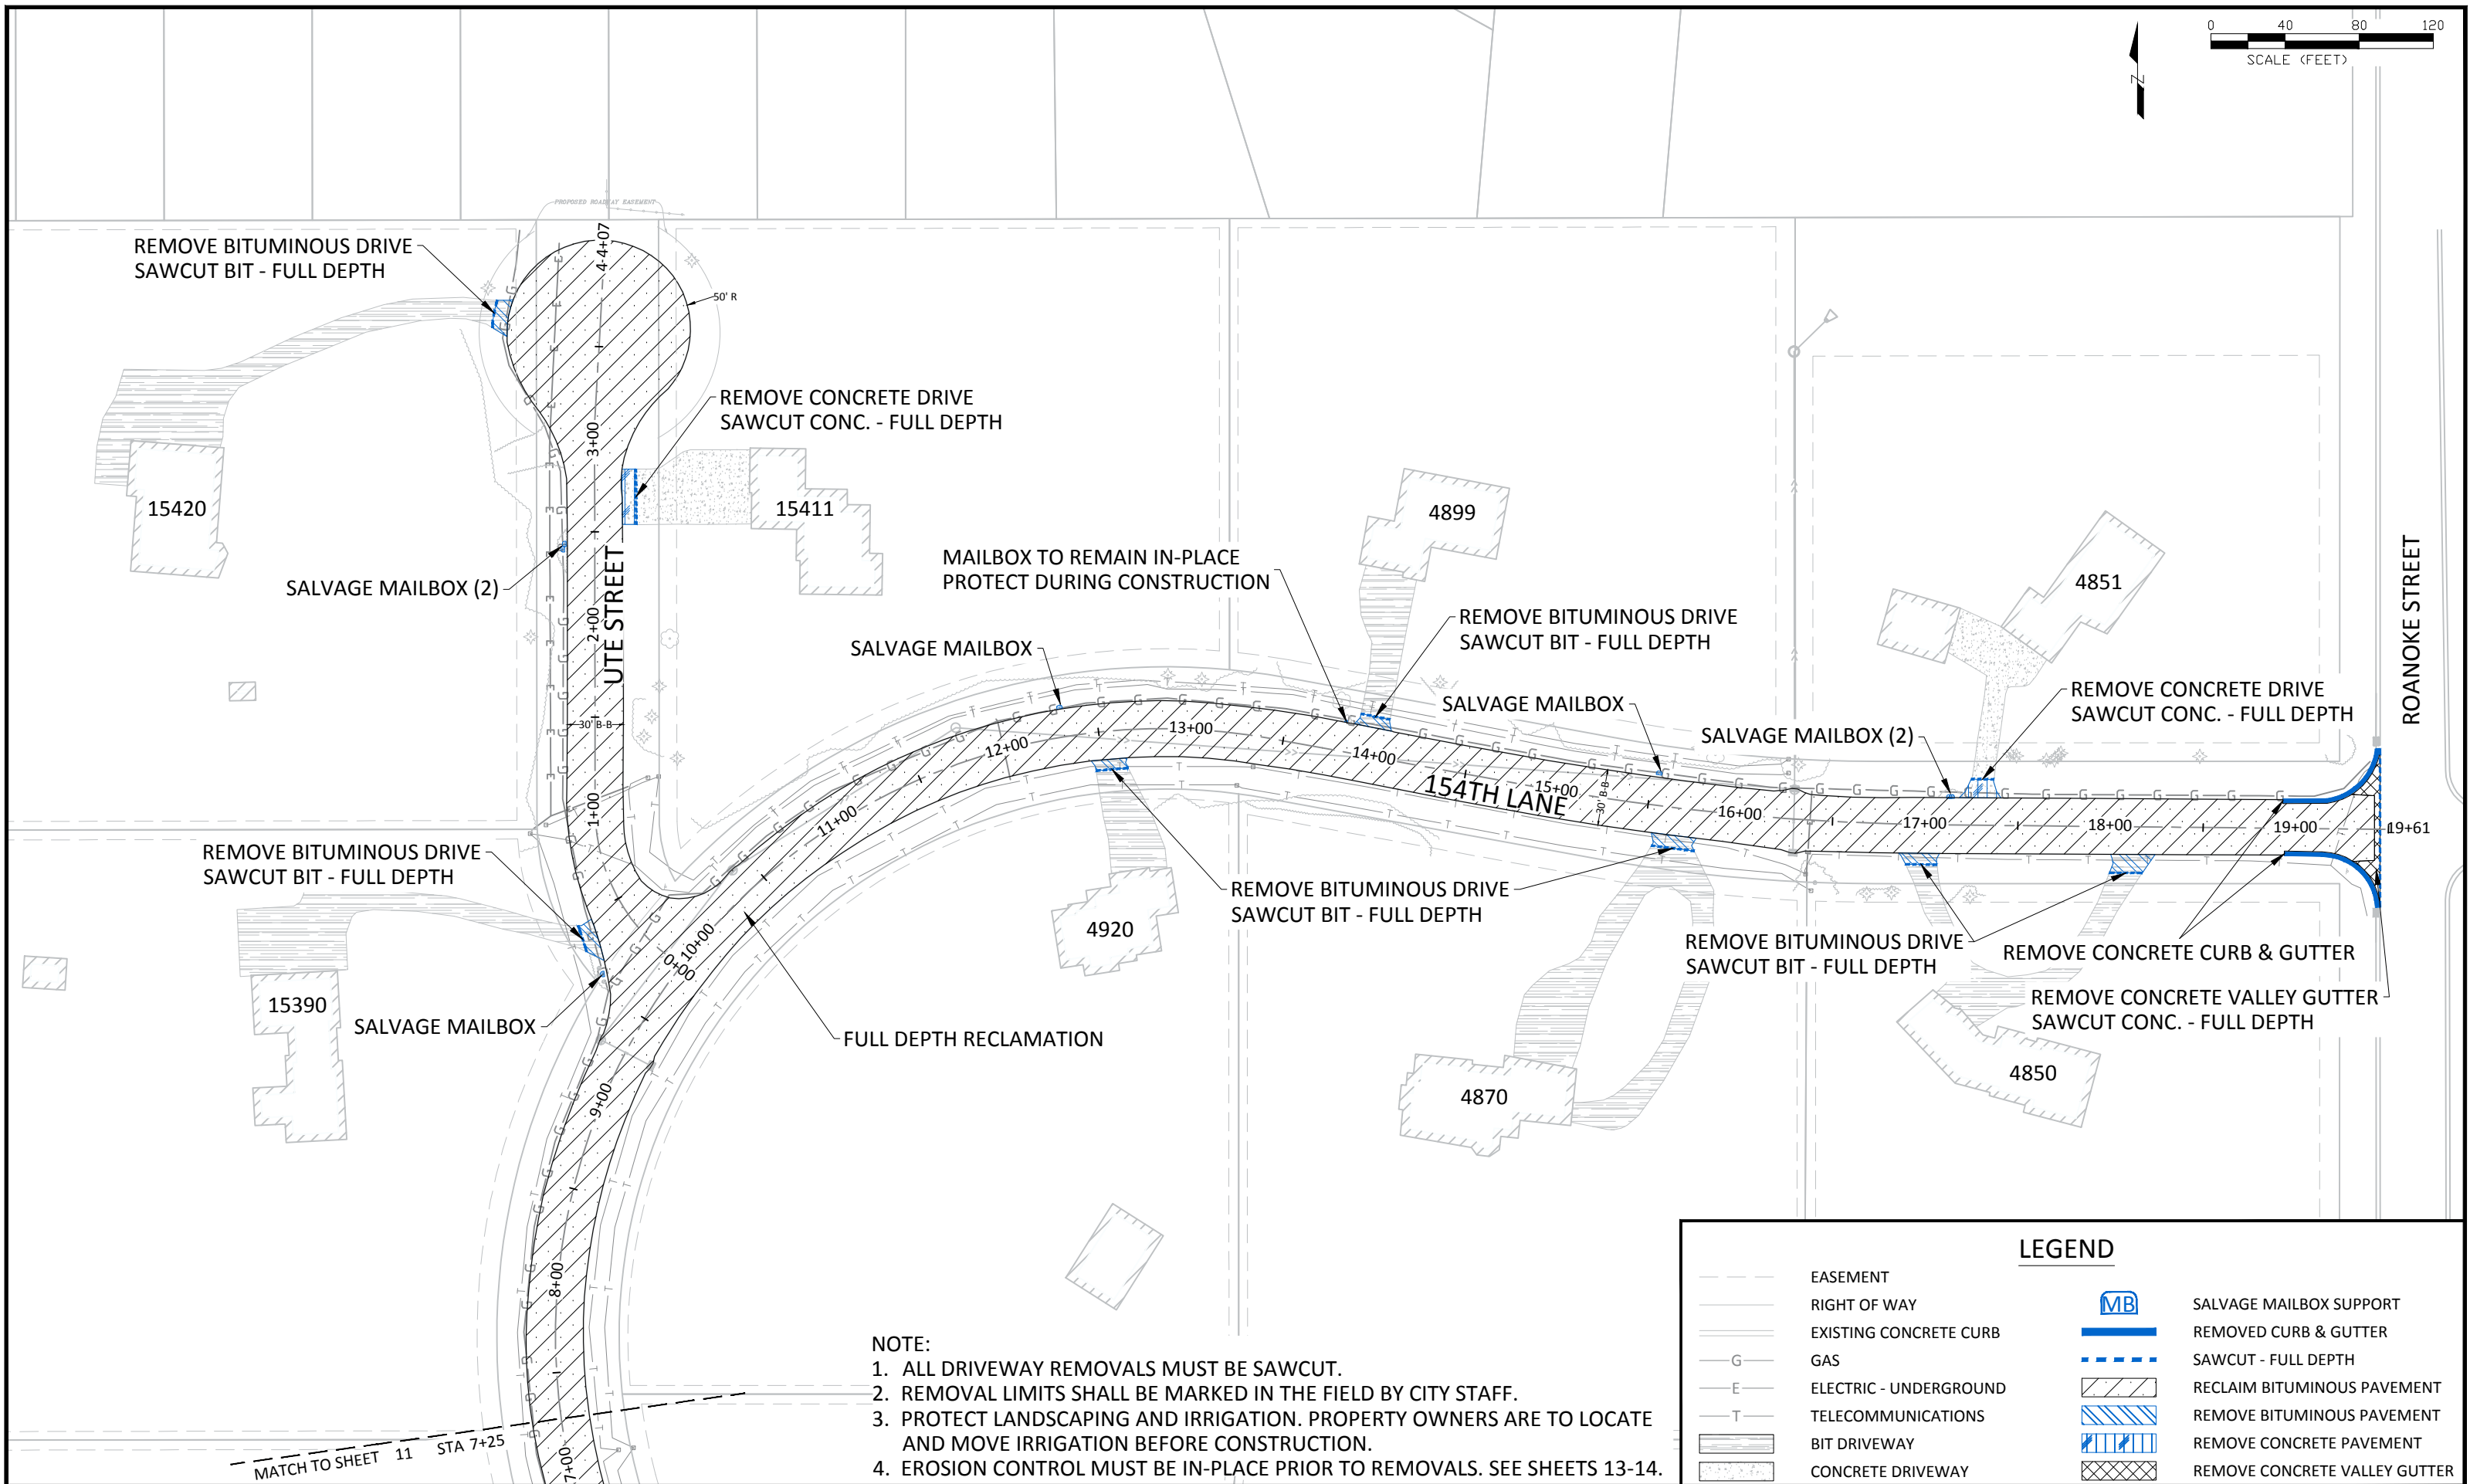 0 40 80 120
SCALE (FEET)
N
PROPOSED ROADWAY EASEMENT
REMOVE BITUMINOUS DRIVE
SAWCUT BIT - FULL DEPTH
4+07
50' R
REMOVE CONCRETE DRIVE
SAWCUT CONC. - FULL DEPTH
3+00
15420
15411
SALVAGE MAILBOX (2)
UTE STREET
2+00
30' B-B
1+00
MAILBOX TO REMAIN IN-PLACE
PROTECT DURING CONSTRUCTION
4899
REMOVE BITUMINOUS DRIVE
SAWCUT BIT - FULL DEPTH
SALVAGE MAILBOX
SALVAGE MAILBOX
4851
ROANOKE STREET
REMOVE CONCRETE DRIVE
SAWCUT CONC. - FULL DEPTH
SALVAGE MAILBOX (2)
11+00
12+00
13+00
14+00
15+00
30' B-B
154TH LANE
16+00
17+00
18+00
19+00
19+61
REMOVE BITUMINOUS DRIVE
SAWCUT BIT - FULL DEPTH
10+00
0+00
15390
SALVAGE MAILBOX
FULL DEPTH RECLAMATION
4920
REMOVE BITUMINOUS DRIVE
SAWCUT BIT - FULL DEPTH
REMOVE BITUMINOUS DRIVE
SAWCUT BIT - FULL DEPTH
REMOVE CONCRETE CURB & GUTTER
REMOVE CONCRETE VALLEY GUTTER
SAWCUT CONC. - FULL DEPTH
4870
4850
9+00
8+00
7+00
MATCH TO SHEET 11 STA 7+25
NOTE:
1. ALL DRIVEWAY REMOVALS MUST BE SAWCUT.
2. REMOVAL LIMITS SHALL BE MARKED IN THE FIELD BY CITY STAFF.
3. PROTECT LANDSCAPING AND IRRIGATION. PROPERTY OWNERS ARE TO LOCATE
AND MOVE IRRIGATION BEFORE CONSTRUCTION.
4. EROSION CONTROL MUST BE IN-PLACE PRIOR TO REMOVALS. SEE SHEETS 13-14.
LEGEND
EASEMENT
RIGHT OF WAY
EXISTING CONCRETE CURB
G GAS
E ELECTRIC - UNDERGROUND
T TELECOMMUNICATIONS
BIT DRIVEWAY
CONCRETE DRIVEWAY
MB SALVAGE MAILBOX SUPPORT
REMOVED CURB & GUTTER
SAWCUT - FULL DEPTH
RECLAIM BITUMINOUS PAVEMENT
REMOVE BITUMINOUS PAVEMENT
REMOVE CONCRETE PAVEMENT
REMOVE CONCRETE VALLEY GUTTER